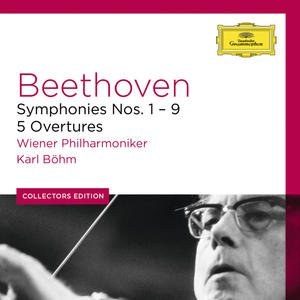 Deutsche
Grammophon
Beethoven
Symphonies Nos. 1 – 9
5 Overtures
Wiener Philharmoniker
Karl Böhm
COLLECTORS EDITION